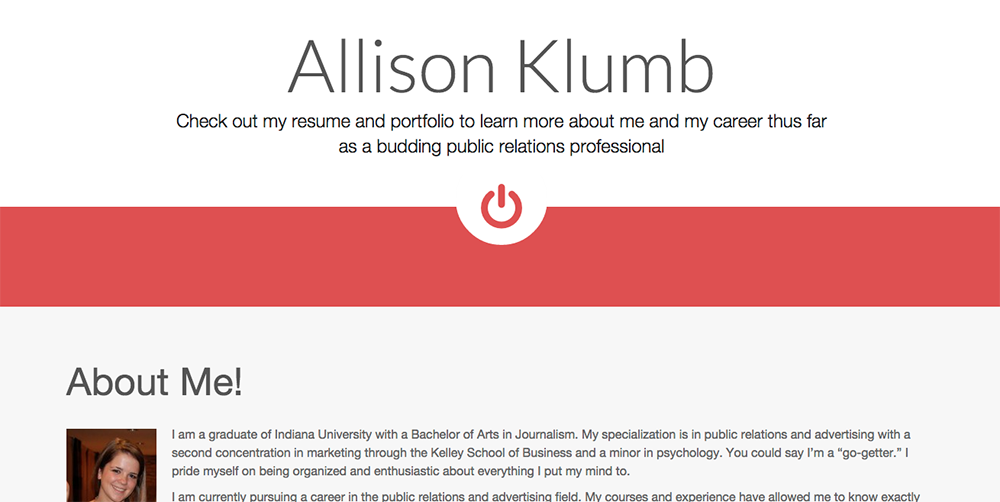 Allison Klumb
Check out my resume and portfolio to learn more about me and my career thus far
as a budding public relations professional
About Me!
I am a graduate of Indiana University with a Bachelor of Arts in Journalism. My specialization is in public relations and advertising with a
second concentration in marketing through the Kelley School of Business and a minor in psychology. You could say I'm a “go-getter.” I
pride myself on being organized and enthusiastic about everything I put my mind to.
I am currently pursuing a career in the public relations and advertising field. My courses and experience have allowed me to know exactly